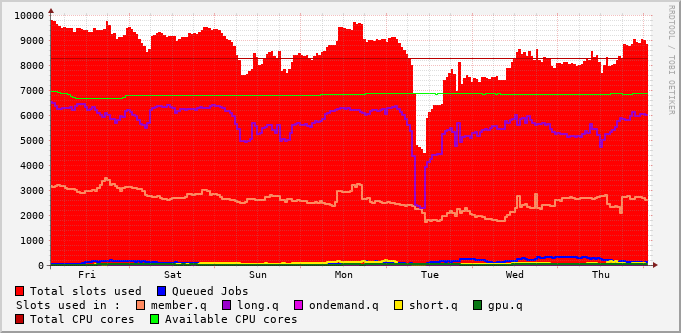 10000
9000
8000
7000
6000
5000
4000
3000
2000
1000
0
Fri Sat Sun Mon Tue Wed Thu
Total slots used Queued Jobs
Slots used in : member.q long.q ondemand.q short.q gpu.q
Total CPU cores Available CPU cores
RRDTOOL / TOBI OETIKER